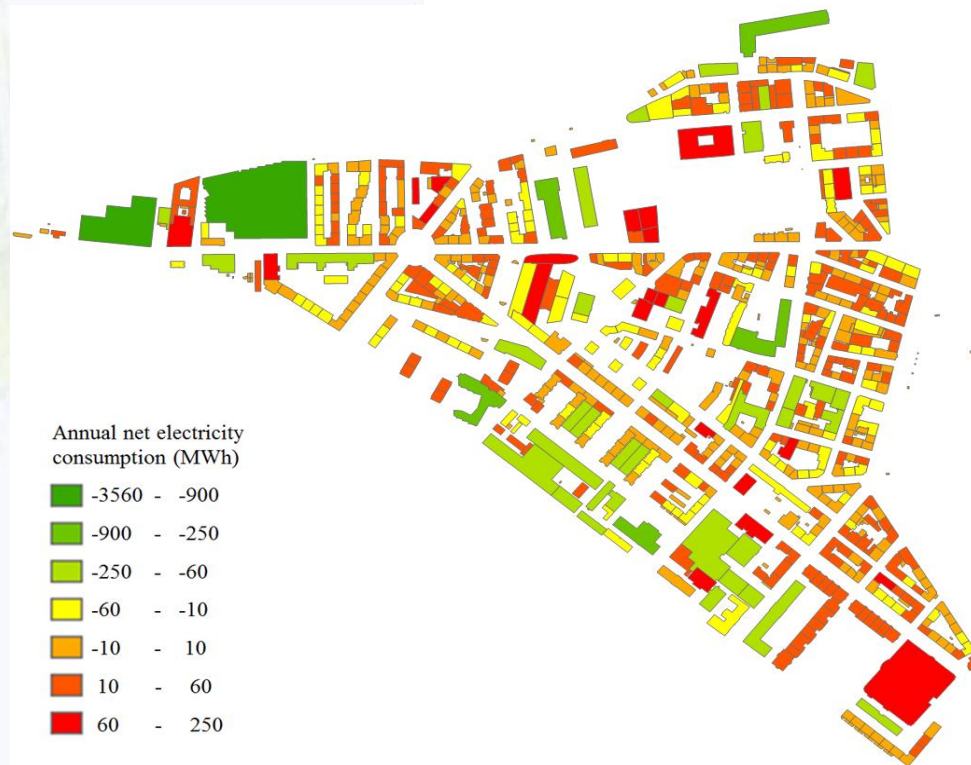 Annual net electricity
consumption (MWh)
-3560 - -900
-900 - -250
-250 - -60
-60 - -10
-10 - 10
10 - 60
60 - 250